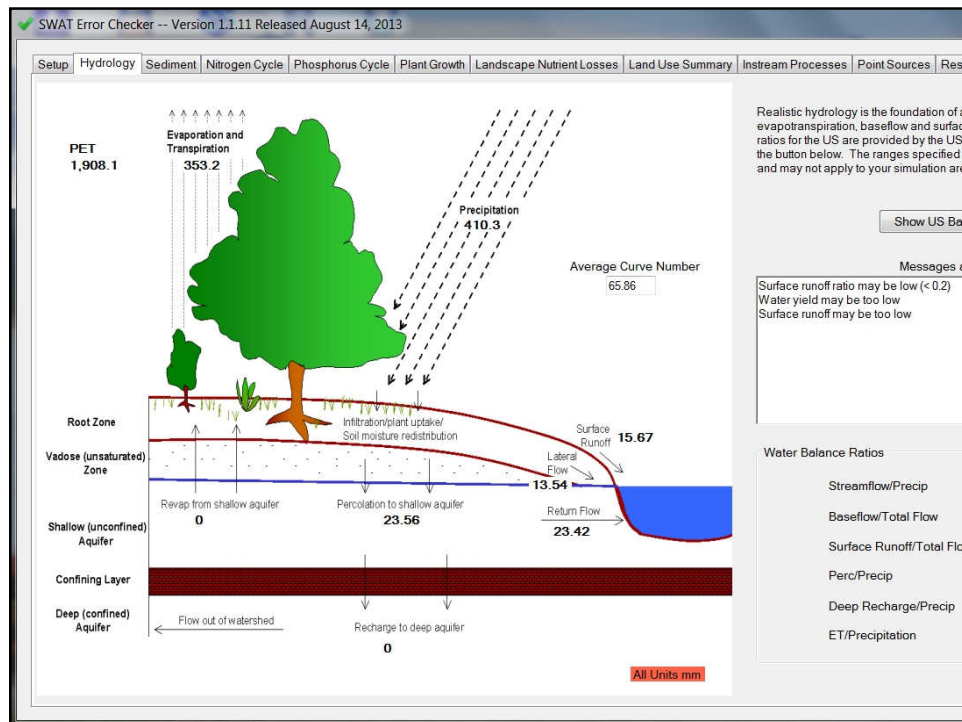 SWAT Error Checker -- Version 1.1.11 Released August 14, 2013
Setup Hydrology Sediment Nitrogen Cycle Phosphorus Cycle Plant Growth Landscape Nutrient Losses Land Use Summary Instream Processes Point Sources Res
PET
1,908.1
Evaporation and
Transpiration
353.2
Precipitation
410.3
Average Curve Number
65.86
Root Zone
Vadose (unsaturated)
Zone
Infiltration/plant uptake/
Soil moisture redistribution
Surface
Runoff
15.67
Lateral
Flow
13.54
Revap from shallow aquifer
0
Percolation to shallow aquifer
23.56
Return Flow
23.42
Shallow (unconfined)
Aquifer
Confining Layer
Deep (confined)
Aquifer
Flow out of watershed
Recharge to deep aquifer
0
All Units mm
Realistic hydrology is the foundation of a
evapotranspiration, baseflow and surfac
ratios for the US are provided by the US
the button below. The ranges specified
and may not apply to your simulation are
Show US Ba
Messages a
Surface runoff ratio may be low (< 0.2)
Water yield may be too low
Surface runoff may be too low
Water Balance Ratios
Streamflow/Precip
Baseflow/Total Flow
Surface Runoff/Total Flo
Perc/Precip
Deep Recharge/Precip
ET/Precipitation